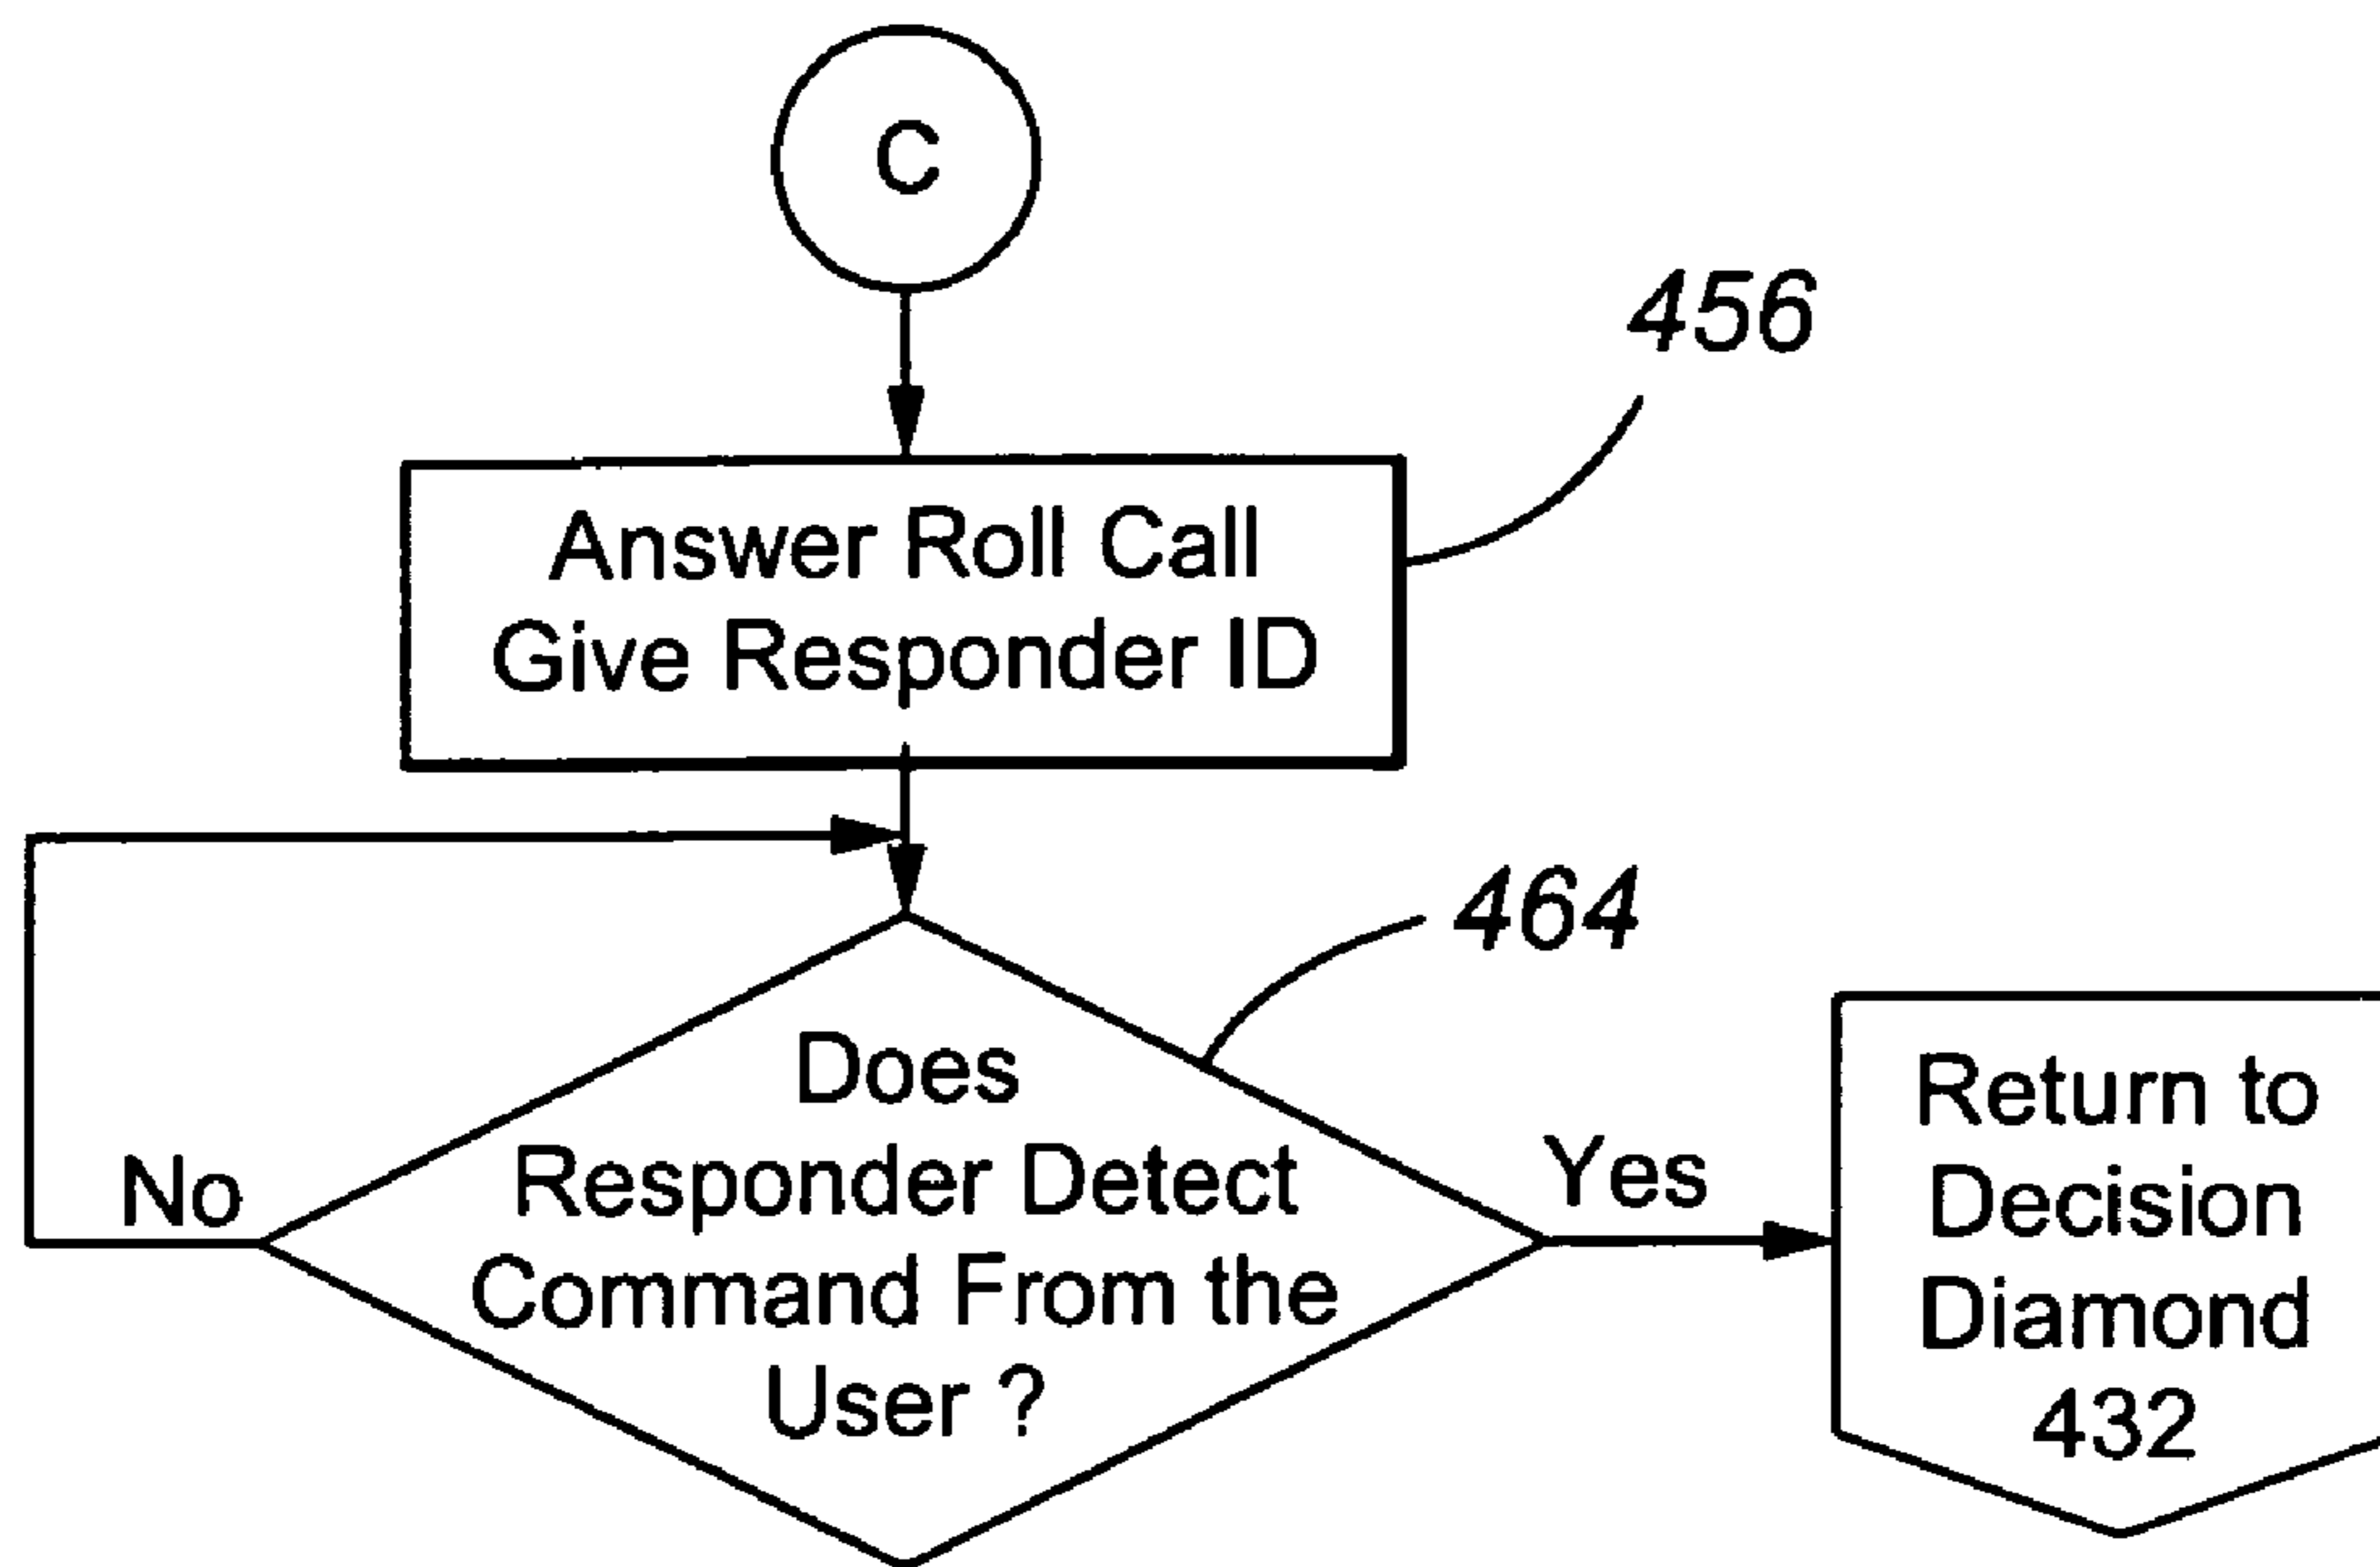 C
456
Answer Roll Call
Give Responder ID
464
Does
Responder Detect
Command From the
User ?
No
Yes
Return to
Decision
Diamond
432